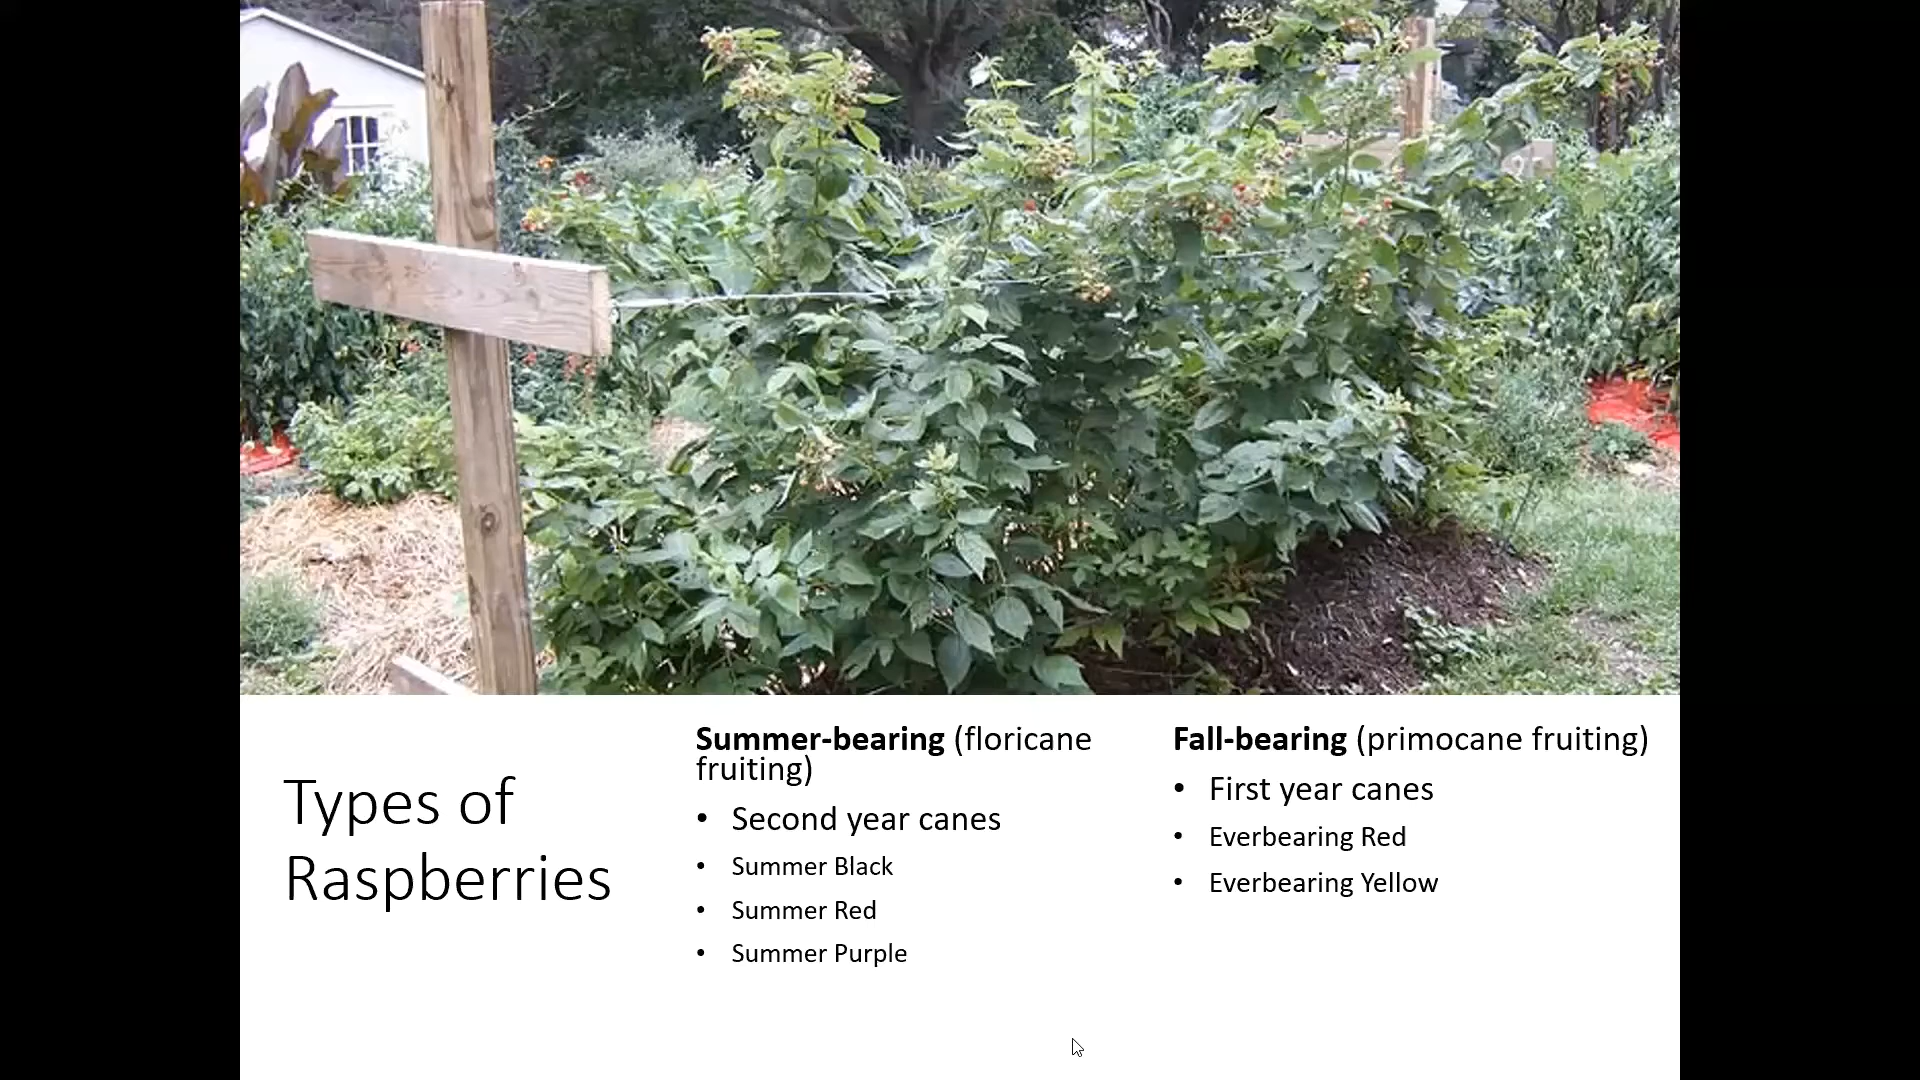 Types of
Raspberries
Summer-bearing (floricane
fruiting)
• Second year canes
• Summer Black
• Summer Red
• Summer Purple
Fall-bearing (primocane fruiting)
• First year canes
• Everbearing Red
• Everbearing Yellow